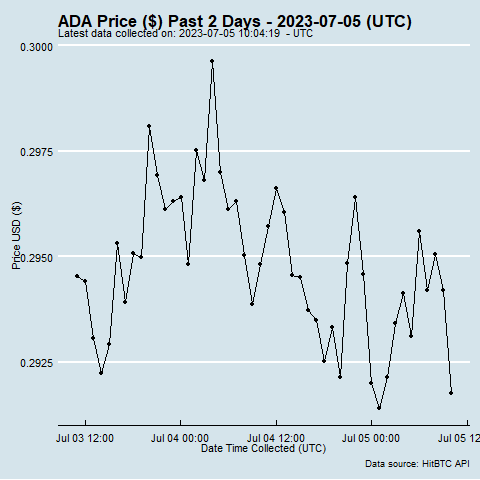 ADA Price ($) Past 2 Days - 2023-07-05 (UTC)
Latest data collected on: 2023-07-05 10:04:19 - UTC
0.3000
0.2975
0.2950
0.2925
Price USD ($)
Jul 03 12:00 Jul 04 00:00 Jul 04 12:00 Jul 05 00:00 Jul 05 12
Date Time Collected (UTC)
Data source: HitBTC API